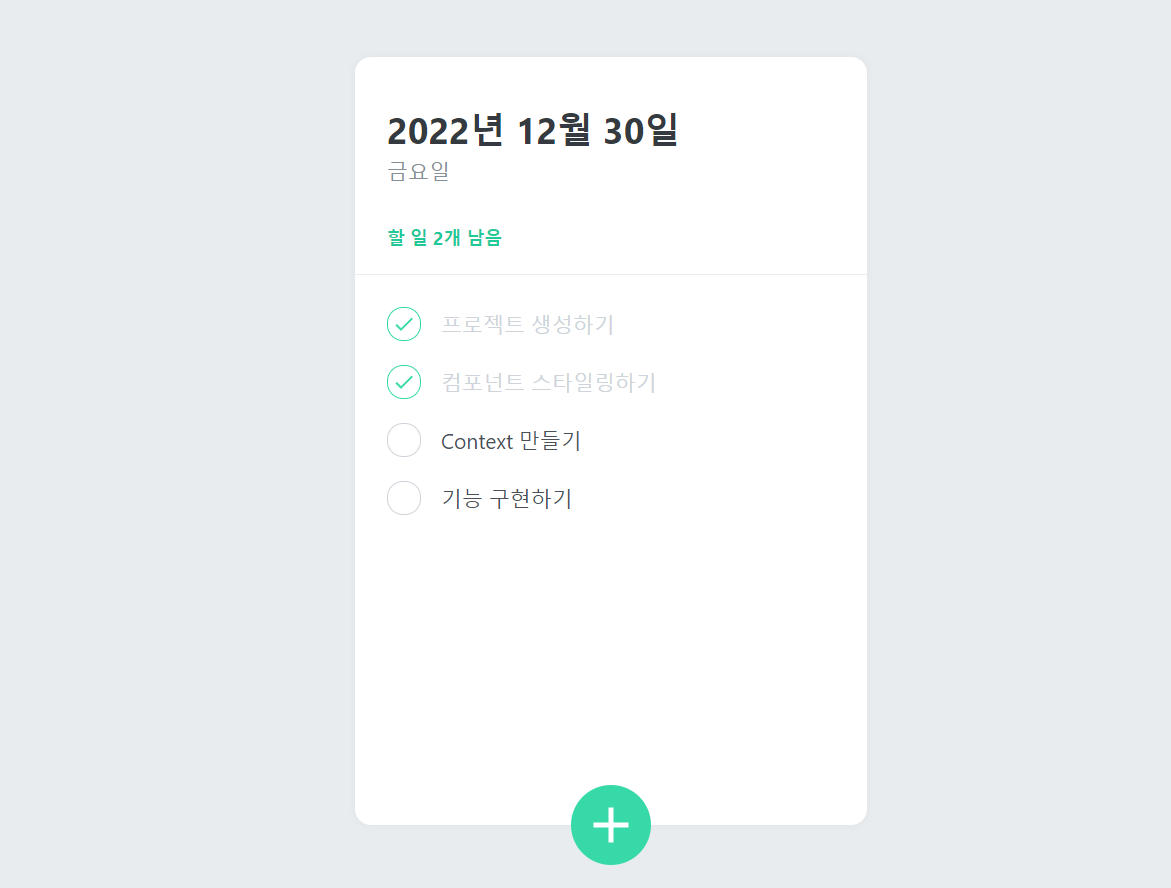 2022년 12월 30일
금요일
할 일 2개 남음
프로젝트 생성하기
컴포넌트 스타일링하기
Context 만들기
기능 구현하기